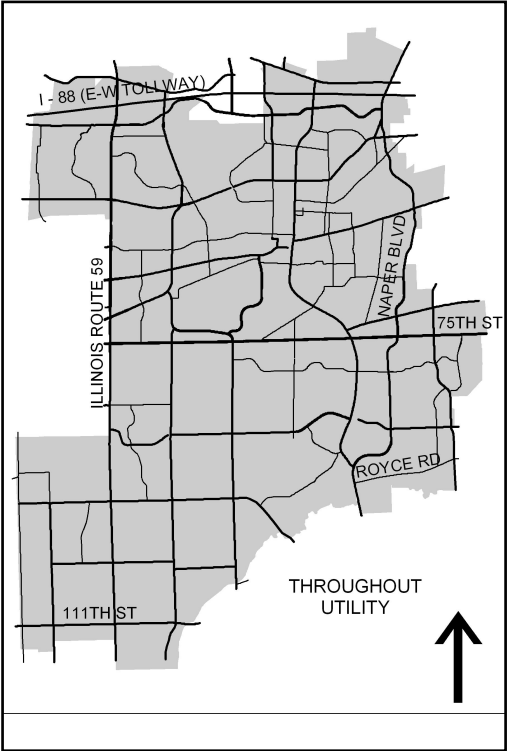 I - 88 (E-W TOLLWAY)
ILLINOIS ROUTE 59
NAPER BLVD
75TH ST
ROYCE RD
THROUGHOUT
UTILITY
111TH ST